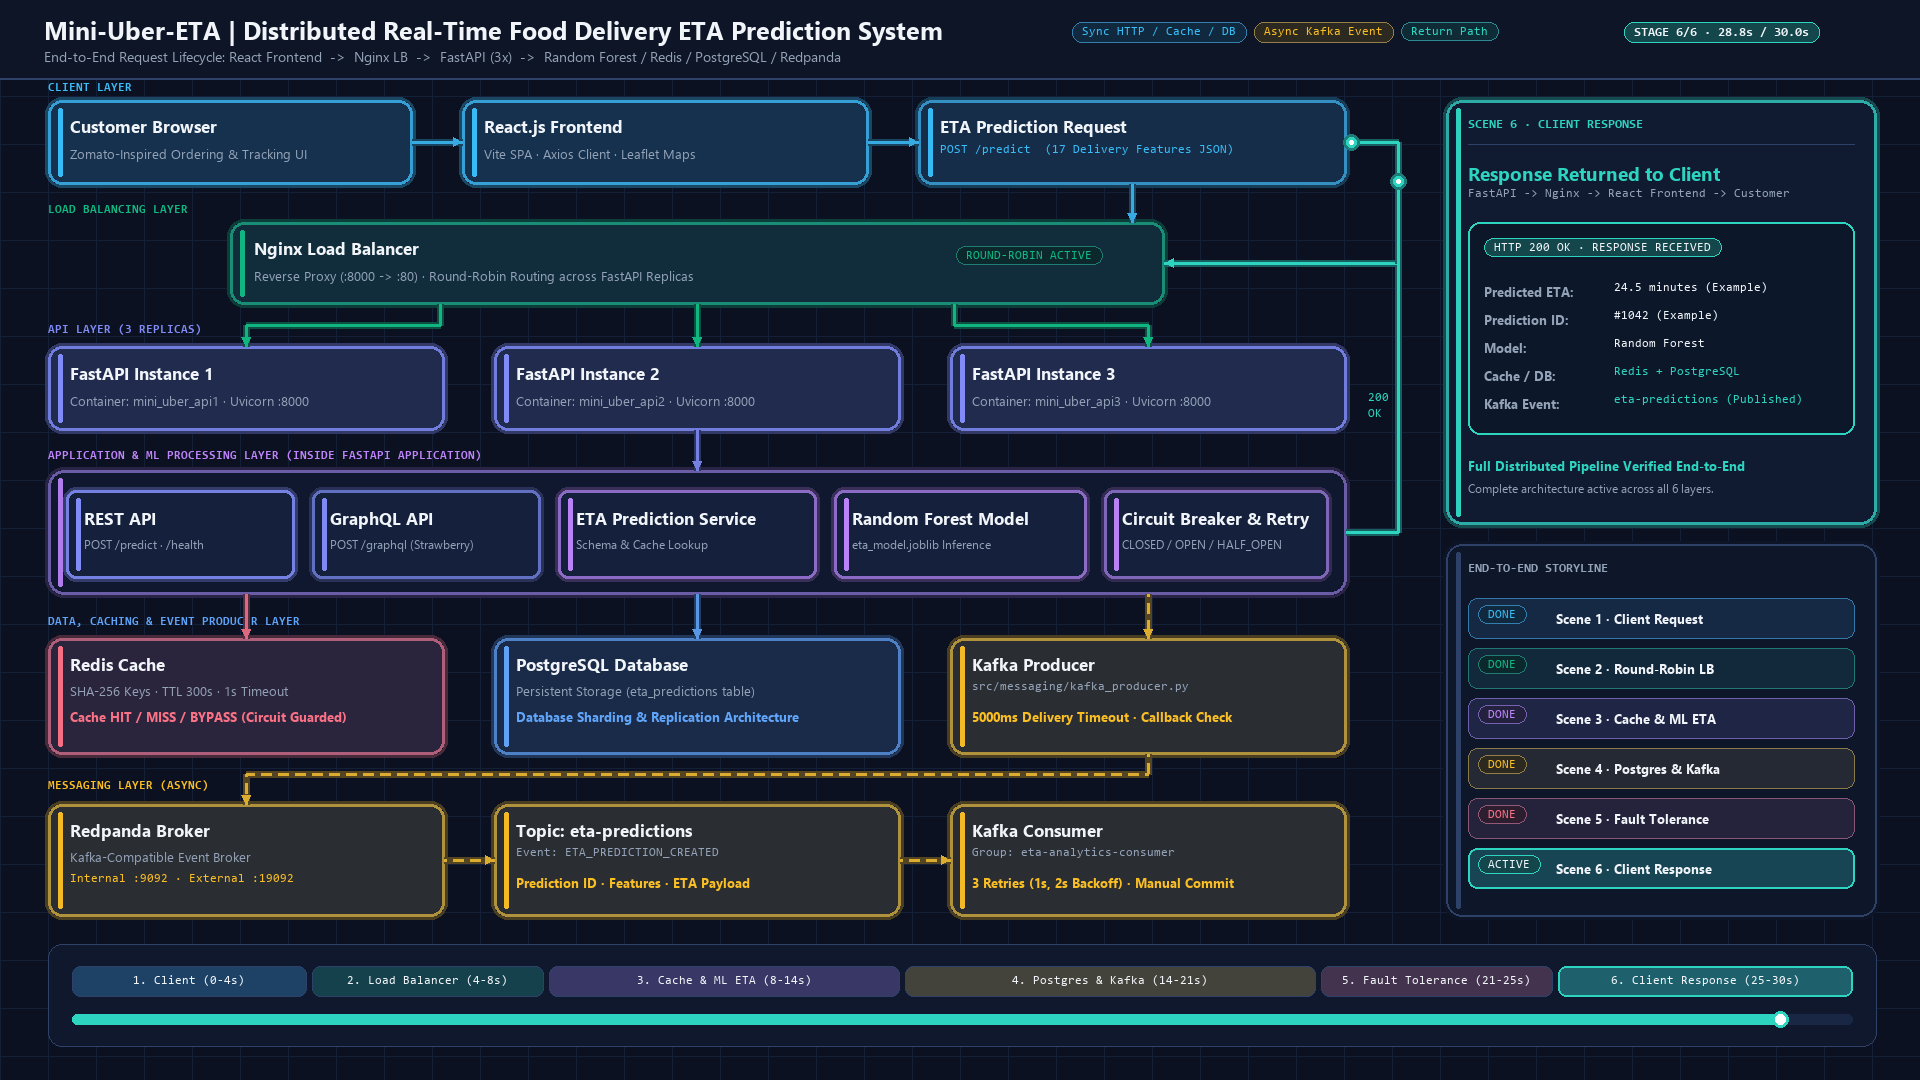 Mini-Uber-ETA | Distributed Real-Time Food Delivery ETA Prediction System
End-to-End Request Lifecycle: React Frontend -> Nginx LB -> FastAPI (3x) -> Random Forest / Redis / PostgreSQL / Redpanda
Sync HTTP / Cache / DB
Async Kafka Event
Return Path
STAGE 6/6 · 28.8s / 30.0s
CLIENT LAYER
Customer Browser
Zomato-Inspired Ordering & Tracking UI
React.js Frontend
Vite SPA · Axios Client · Leaflet Maps
ETA Prediction Request
POST /predict (17 Delivery Features JSON)
LOAD BALANCING LAYER
Nginx Load Balancer
Reverse Proxy (:8000 -> :80) · Round-Robin Routing across FastAPI Replicas
ROUND-ROBIN ACTIVE
API LAYER (3 REPLICAS)
FastAPI Instance 1
Container: mini_uber_api1 · Uvicorn :8000
FastAPI Instance 2
Container: mini_uber_api2 · Uvicorn :8000
FastAPI Instance 3
Container: mini_uber_api3 · Uvicorn :8000
200
OK
APPLICATION & ML PROCESSING LAYER (INSIDE FASTAPI APPLICATION)
REST API
POST /predict · /health
GraphQL API
POST /graphql (Strawberry)
ETA Prediction Service
Schema & Cache Lookup
Random Forest Model
eta_model.joblib Inference
Circuit Breaker & Retry
CLOSED / OPEN / HALF_OPEN
DATA, CACHING & EVENT PRODUCER LAYER
Redis Cache
SHA-256 Keys · TTL 300s · 1s Timeout
Cache HIT / MISS / BYPASS (Circuit Guarded)
PostgreSQL Database
Persistent Storage (eta_predictions table)
Database Sharding & Replication Architecture
Kafka Producer
src/messaging/kafka_producer.py
5000ms Delivery Timeout · Callback Check
MESSAGING LAYER (ASYNC)
Redpanda Broker
Kafka-Compatible Event Broker
Internal :9092 · External :19092
Topic: eta-predictions
Event: ETA_PREDICTION_CREATED
Prediction ID · Features · ETA Payload
Kafka Consumer
Group: eta-analytics-consumer
3 Retries (1s, 2s Backoff) · Manual Commit
SCENE 6 · CLIENT RESPONSE
Response Returned to Client
FastAPI -> Nginx -> React Frontend -> Customer
HTTP 200 OK · RESPONSE RECEIVED
Predicted ETA: 24.5 minutes (Example)
Prediction ID: #1042 (Example)
Model: Random Forest
Cache / DB: Redis + PostgreSQL
Kafka Event: eta-predictions (Published)
Full Distributed Pipeline Verified End-to-End
Complete architecture active across all 6 layers.
END-TO-END STORYLINE
DONE Scene 1 · Client Request
DONE Scene 2 · Round-Robin LB
DONE Scene 3 · Cache & ML ETA
DONE Scene 4 · Postgres & Kafka
DONE Scene 5 · Fault Tolerance
ACTIVE Scene 6 · Client Response
1. Client (0-4s)
2. Load Balancer (4-8s)
3. Cache & ML ETA (8-14s)
4. Postgres & Kafka (14-21s)
5. Fault Tolerance (21-25s)
6. Client Response (25-30s)